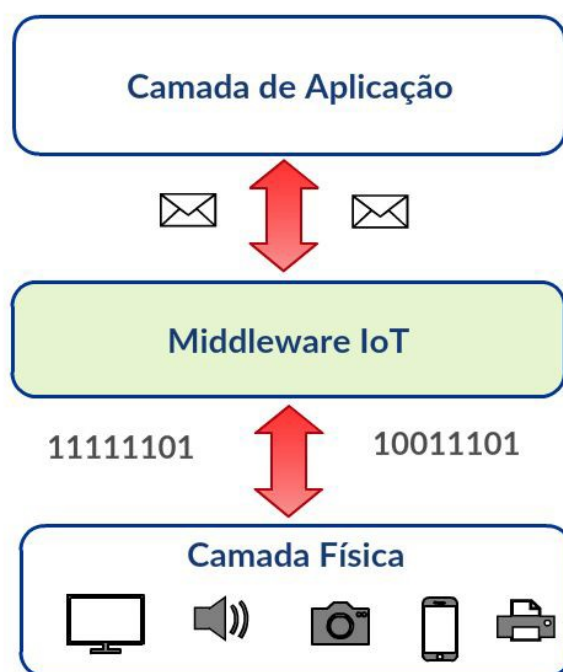 Camada de Aplicação
Middleware IoT
11111101
10011101
Camada Física